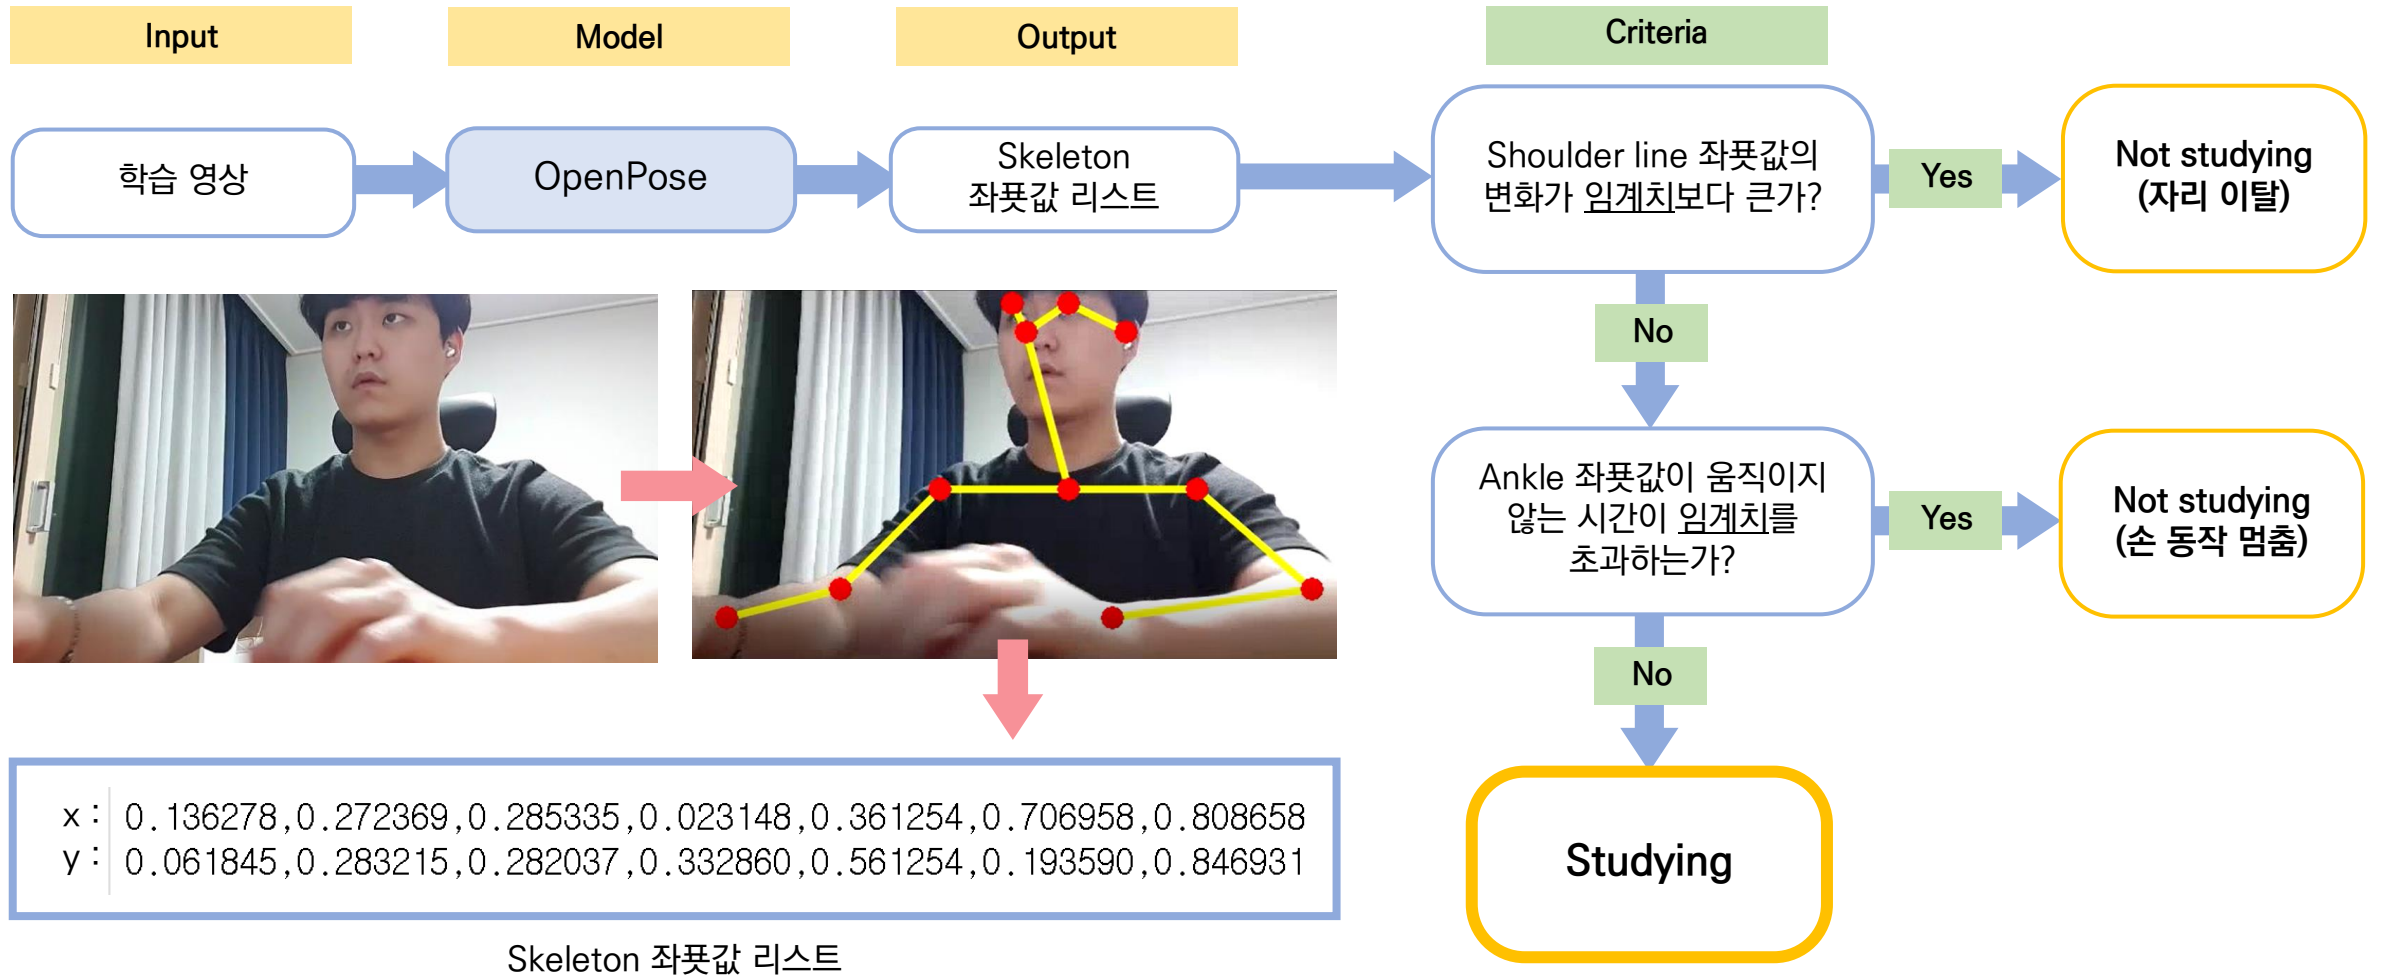 Input
Model
Output
Criteria
학습 영상
OpenPose
Skeleton
좌푯값 리스트
Shoulder line 좌푯값의
변화가 임계치보다 큰가?
Yes
Not studying
(자리 이탈)
No
Ankle 좌푯값이 움직이지
않는 시간이 임계치를
초과하는가?
Yes
Not studying
(손 동작 멈춤)
No
Studying
x : 0.136278,0.272369,0.285335,0.023148,0.361254,0.706958,0.808658
y : 0.061845,0.283215,0.282037,0.332860,0.561254,0.193590,0.846931
Skeleton 좌푯값 리스트